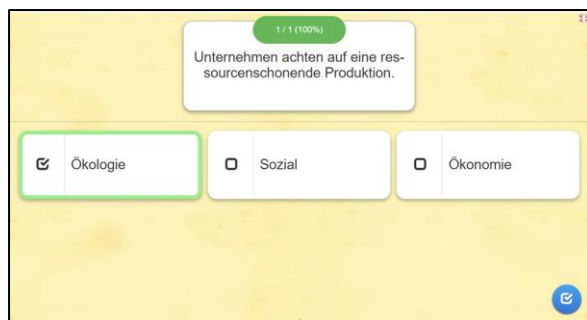 1 / 1 (100%)
Unternehmen achten auf eine res-
sourcenschonende Produktion.
Ökologie
Sozial
Ökonomie